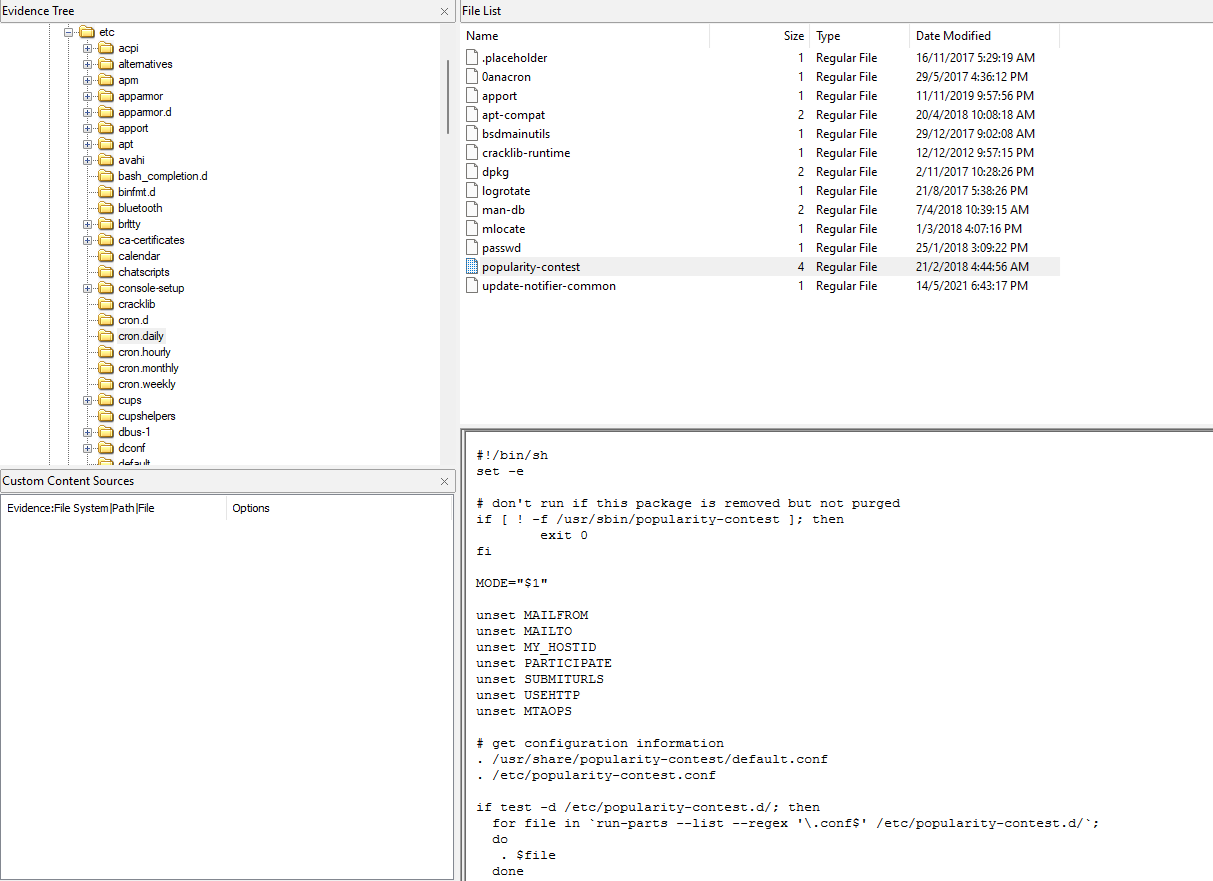 Evidence Tree
etc
acpi
alternatives
apm
apparmor
apparmor.d
apport
apt
avahi
bash_completion.d
binfmt.d
bluetooth
brltty
ca-certificates
calendar
chatscripts
console-setup
cracklib
cron.d
cron.daily
cron.hourly
cron.monthly
cron.weekly
cups
cupshelpers
dbus-1
dconf
default
Custom Content Sources
Evidence:File System|Path|File Options
File List
Name Size Type Date Modified
.placeholder 1 Regular File 16/11/2017 5:29:19 AM
0anacron 1 Regular File 29/5/2017 4:36:12 PM
apport 1 Regular File 11/11/2019 9:57:56 PM
apt-compat 2 Regular File 20/4/2018 10:08:18 AM
bsdmainutils 1 Regular File 29/12/2017 9:02:08 AM
cracklib-runtime 1 Regular File 12/12/2012 9:57:15 PM
dpkg 2 Regular File 2/11/2017 10:28:26 PM
logrotate 1 Regular File 21/8/2017 5:38:26 PM
man-db 2 Regular File 7/4/2018 10:39:15 AM
mlocate 1 Regular File 1/3/2018 4:07:16 PM
passwd 1 Regular File 25/1/2018 3:09:22 PM
popularity-contest 4 Regular File 21/2/2018 4:44:56 AM
update-notifier-common 1 Regular File 14/5/2021 6:43:17 PM
#!/bin/sh
set -e
# don't run if this package is removed but not purged
if [ ! -f /usr/sbin/popularity-contest ]; then
exit 0
fi
MODE="$1"
unset MAILFROM
unset MAILTO
unset MY_HOSTID
unset PARTICIPATE
unset SUBMITURLS
unset USEHTTP
unset MTAOPS
# get configuration information
. /usr/share/popularity-contest/default.conf
. /etc/popularity-contest.conf
if test -d /etc/popularity-contest.d/; then
for file in `run-parts --list --regex '\.conf$' /etc/popularity-contest.d/`;
do
. $file
done